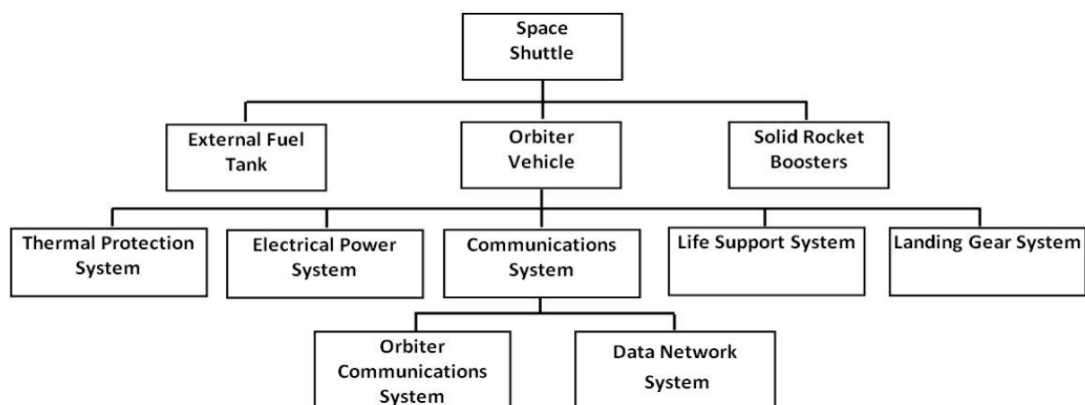 Space
Shuttle
External Fuel
Tank
Orbiter
Vehicle
Solid Rocket
Boosters
Thermal Protection
System
Electrical Power
System
Communications
System
Life Support System
Landing Gear System
Orbiter
Communications
System
Data Network
System